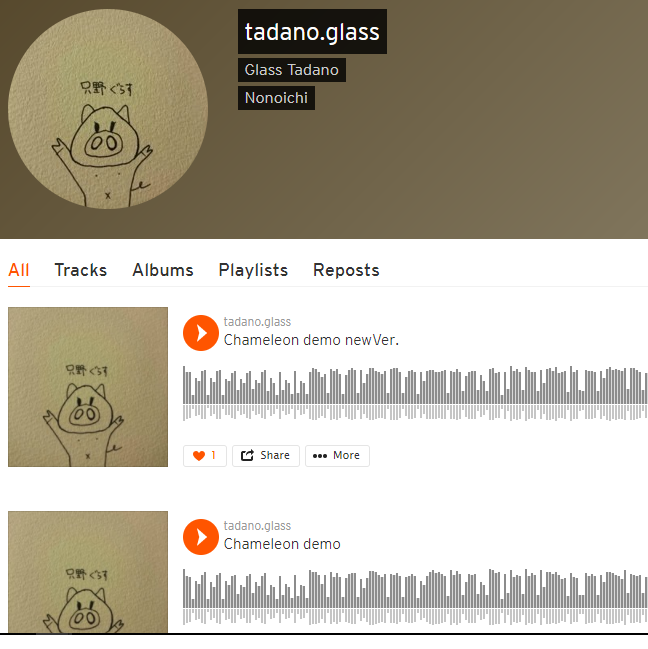 只野ぐらす
tadano.glass
Glass Tadano
Nonoichi
All Tracks Albums Playlists Reposts
只野ぐらす
tadano.glass
Chameleon demo newVer.
1 Share More
只野ぐらす
tadano.glass
Chameleon demo